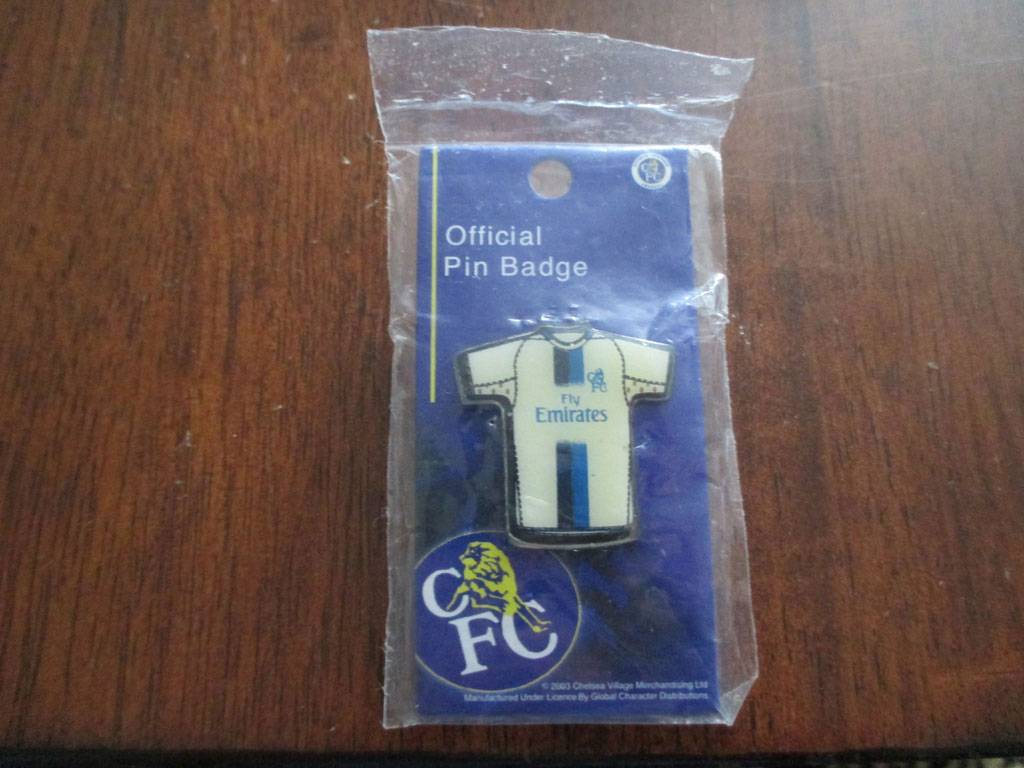 CFC
Official
Pin Badge
CFC
Fly
Emirates
CFC
© 2003 Chelsea Village Merchandising Ltd
Manufactured Under Licence By Global Character Distributions